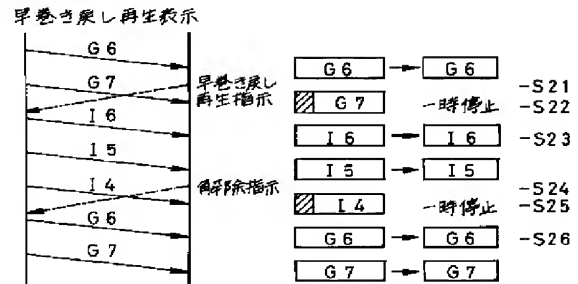 早巻き戻し再生表示
G6
G7
I6
I5
I4
G6
G7
早巻き戻し
再生指示
解除指示
G6 G6
-S21
G7 一時停止 -S22
I6 I6 -S23
I5 I5
-S24
I4 一時停止 -S25
G6 G6 -S26
G7 G7